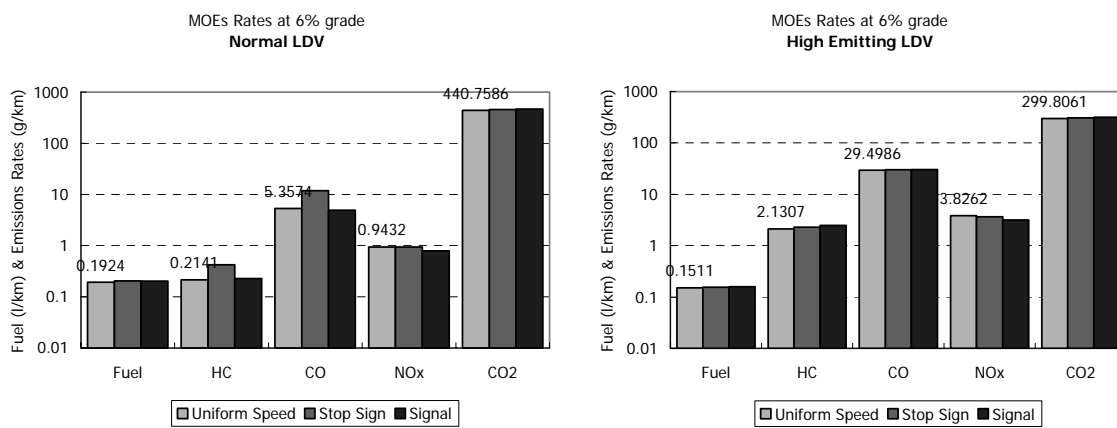 MOEs Rates at 6% grade
Normal LDV
Fuel (l/km) & Emissions Rates (g/km)
1000
100
10
1
0.1
0.01
0.1924
0.2141
5.3574
0.9432
440.7586
Fuel HC CO NOx CO2
Uniform Speed Stop Sign Signal
MOEs Rates at 6% grade
High Emitting LDV
Fuel (l/km) & Emissions Rates (g/km)
1000
100
10
1
0.1
0.01
0.1511
2.1307
29.4986
3.8262
299.8061
Fuel HC CO NOx CO2
Uniform Speed Stop Sign Signal